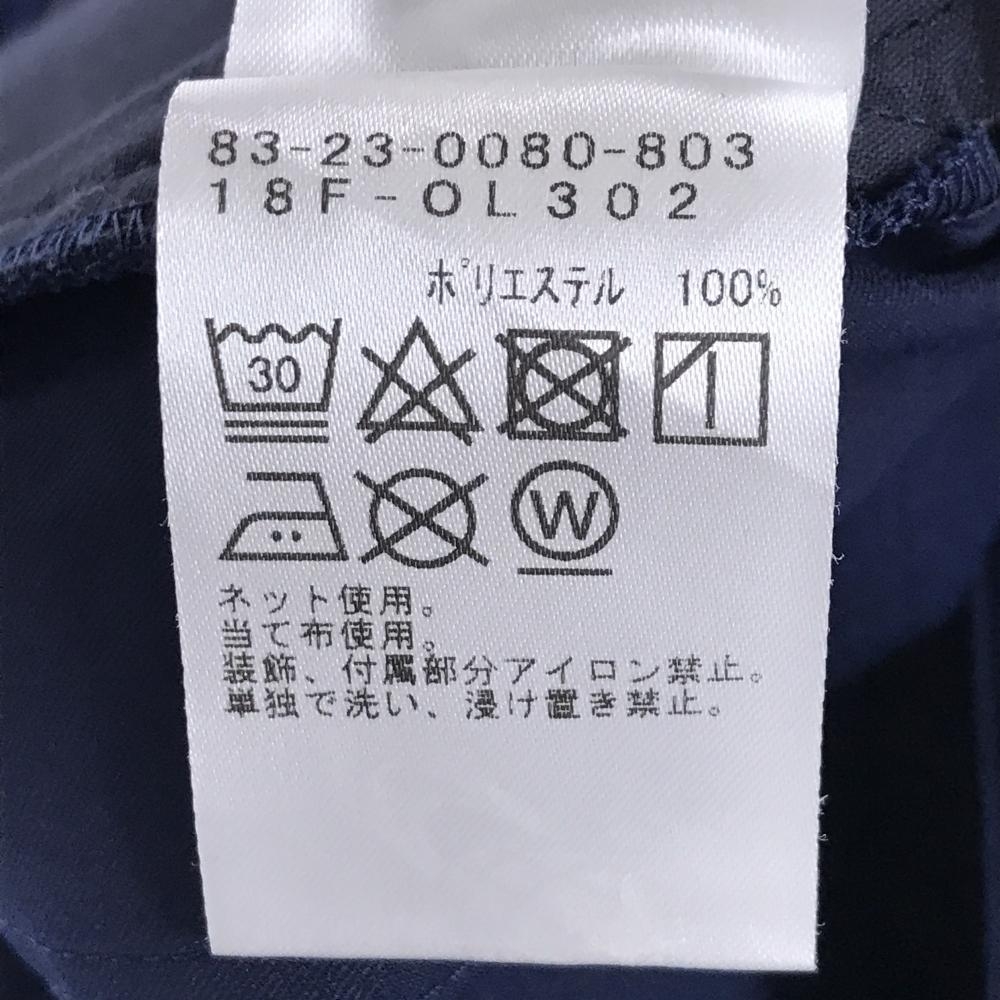 83-23-0080-803
18F-OL302
ポリエステル 100%
30
W
ネット使用。
当て布使用。
装飾、付属部分アイロン禁止。
単独で洗い、浸け置き禁止。